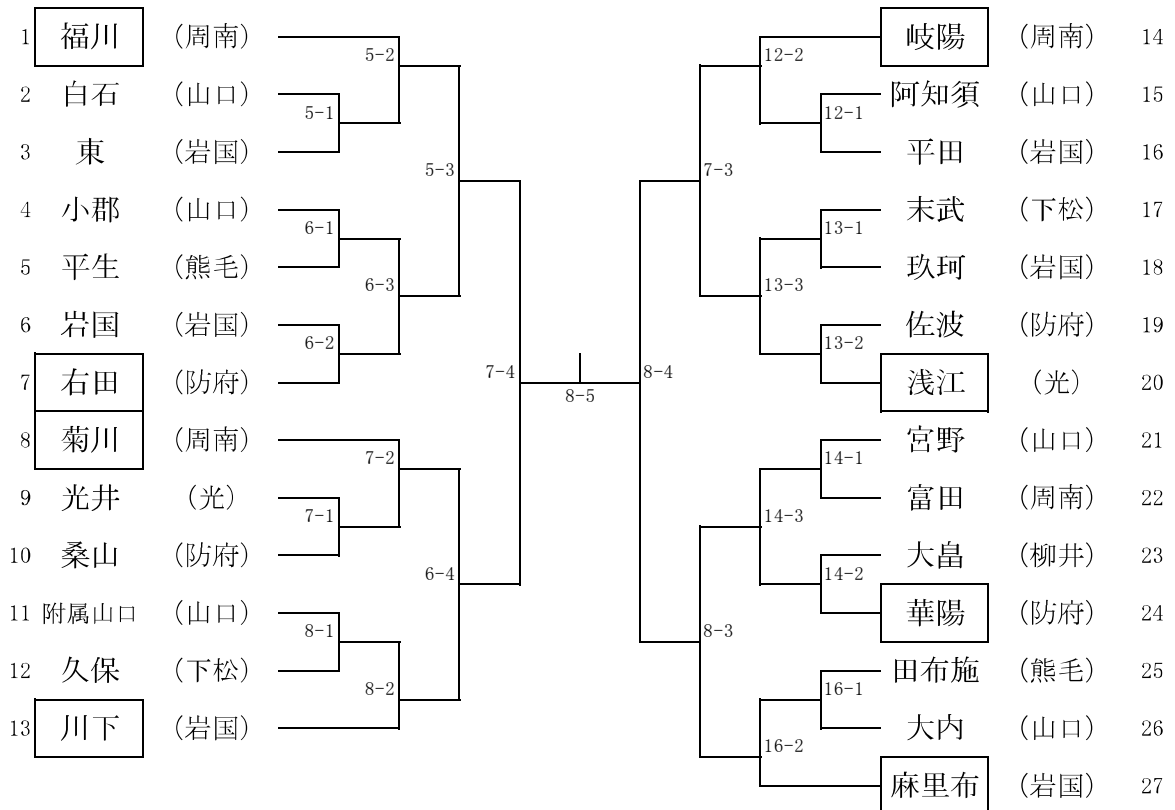 1 福川 (周南)
2 白石 (山口)
3 東 (岩国)
4 小郡 (山口)
5 平生 (熊毛)
6 岩国 (岩国)
7 右田 (防府)
8 菊川 (周南)
9 光井 (光)
10 桑山 (防府)
11 附属山口 (山口)
12 久保 (下松)
13 川下 (岩国)
5-2
5-1
5-3
6-1
6-3
6-2
7-4
7-2
7-1
6-4
8-1
8-2
8-5
8-4
12-2
12-1
7-3
13-1
13-3
13-2
14-1
14-3
14-2
8-3
16-1
16-2
岐陽 (周南) 14
阿知須 (山口) 15
平田 (岩国) 16
末武 (下松) 17
玖珂 (岩国) 18
佐波 (防府) 19
浅江 (光) 20
宮野 (山口) 21
富田 (周南) 22
大畠 (柳井) 23
華陽 (防府) 24
田布施 (熊毛) 25
大内 (山口) 26
麻里布 (岩国) 27